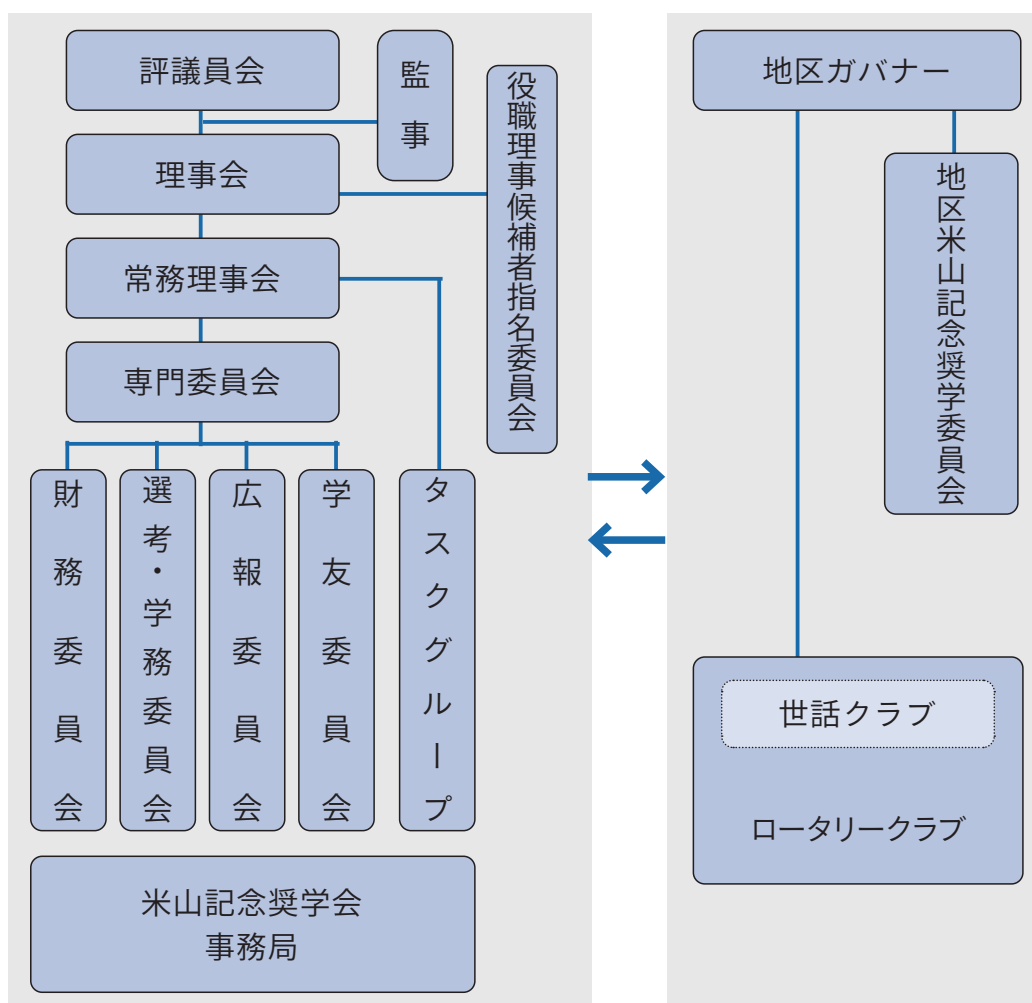 評議員会
監事
役職理事候補者指名委員会
理事会
常務理事会
専門委員会
財務委員会
選考・学務委員会
広報委員会
学友委員会
タスクグループ
米山記念奨学会
事務局
地区ガバナー
地区米山記念奨学委員会
世話クラブ
ロータリークラブ